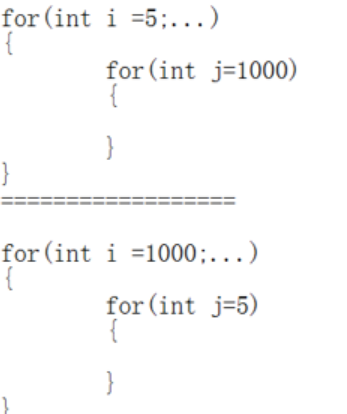 for(int i =5;...)
{
        for(int j=1000)
        {

        }
}
==================

for(int i =1000;...)
{
        for(int j=5)
        {

        }
}